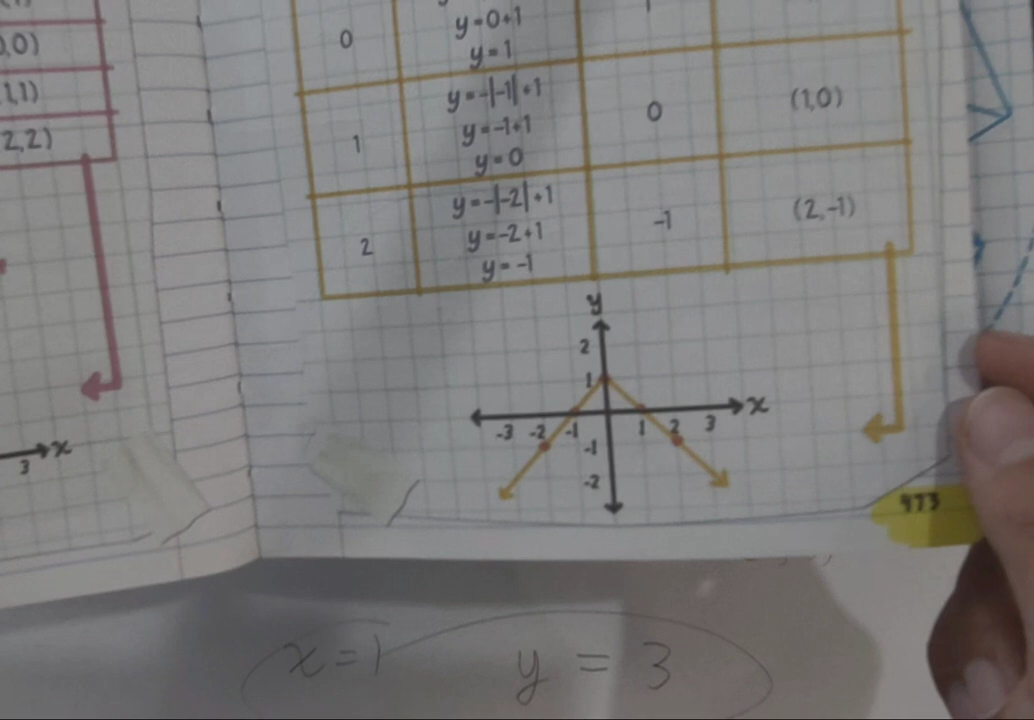 0,0)
1,1)
2,2)
3 x
0
y=0+1
y=1
1
y=-|-1|+1
y=-1+1
y=0
0
(1,0)
2
y=-|-2|+1
y=-2+1
y=-1
-1
(2,-1)
y
2
1
x
-3 -2 -1 1 2 3
-1
-2
973
x=1 y = 3